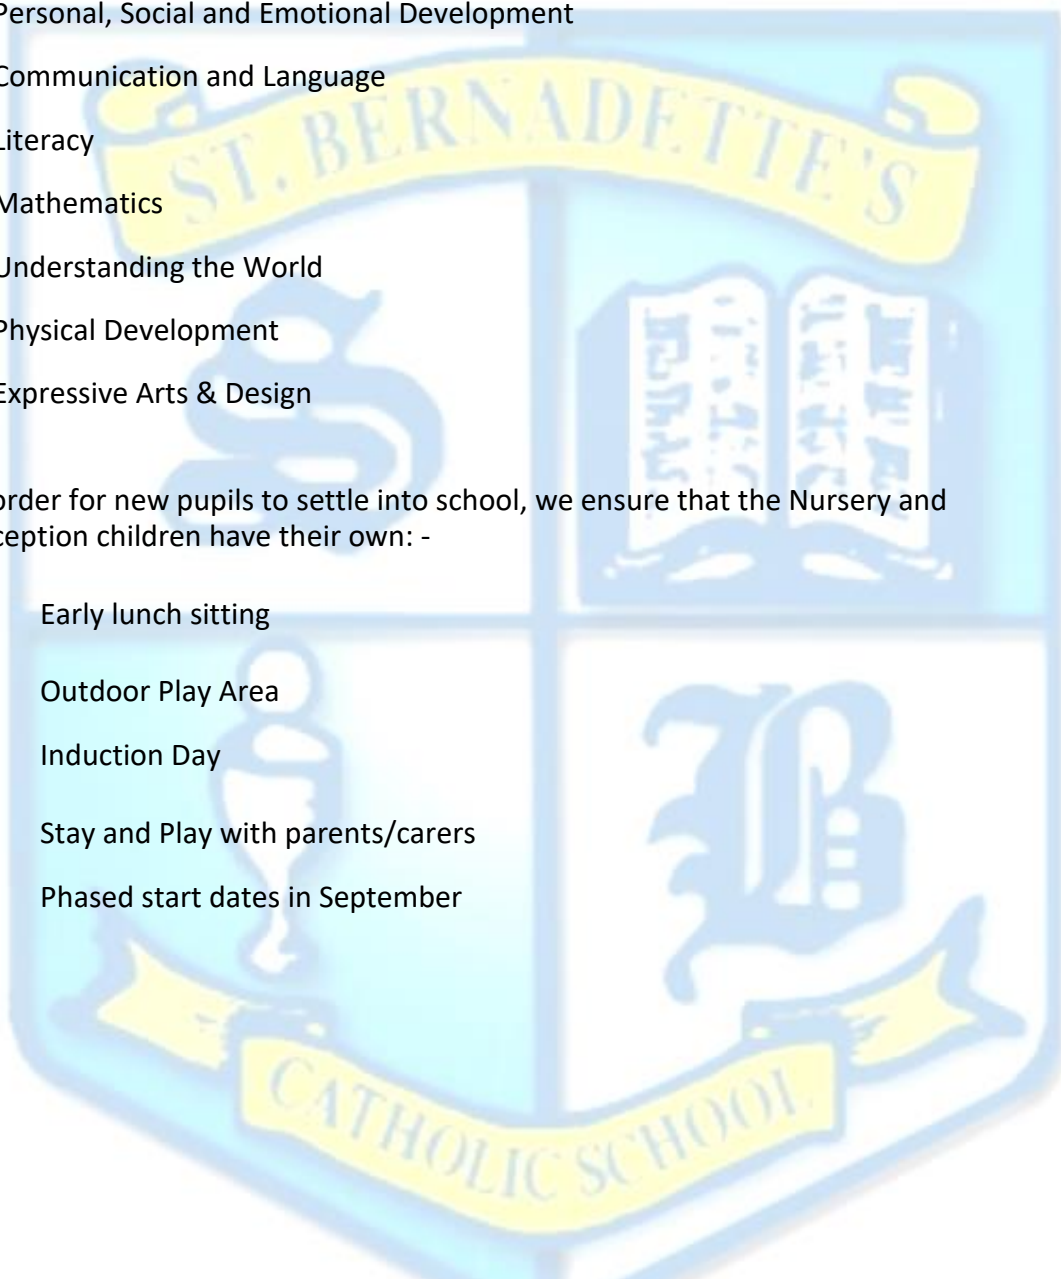 Personal, Social and Emotional Development
Communication and Language
ST. BERNADETTE'S
Literacy
Mathematics
Understanding the World
Physical Development
Expressive Arts & Design
order for new pupils to settle into school, we ensure that the Nursery and
ception children have their own: -
Early lunch sitting
Outdoor Play Area
Induction Day
Stay and Play with parents/carers
Phased start dates in September
S
B
CATHOLIC SCHOOL